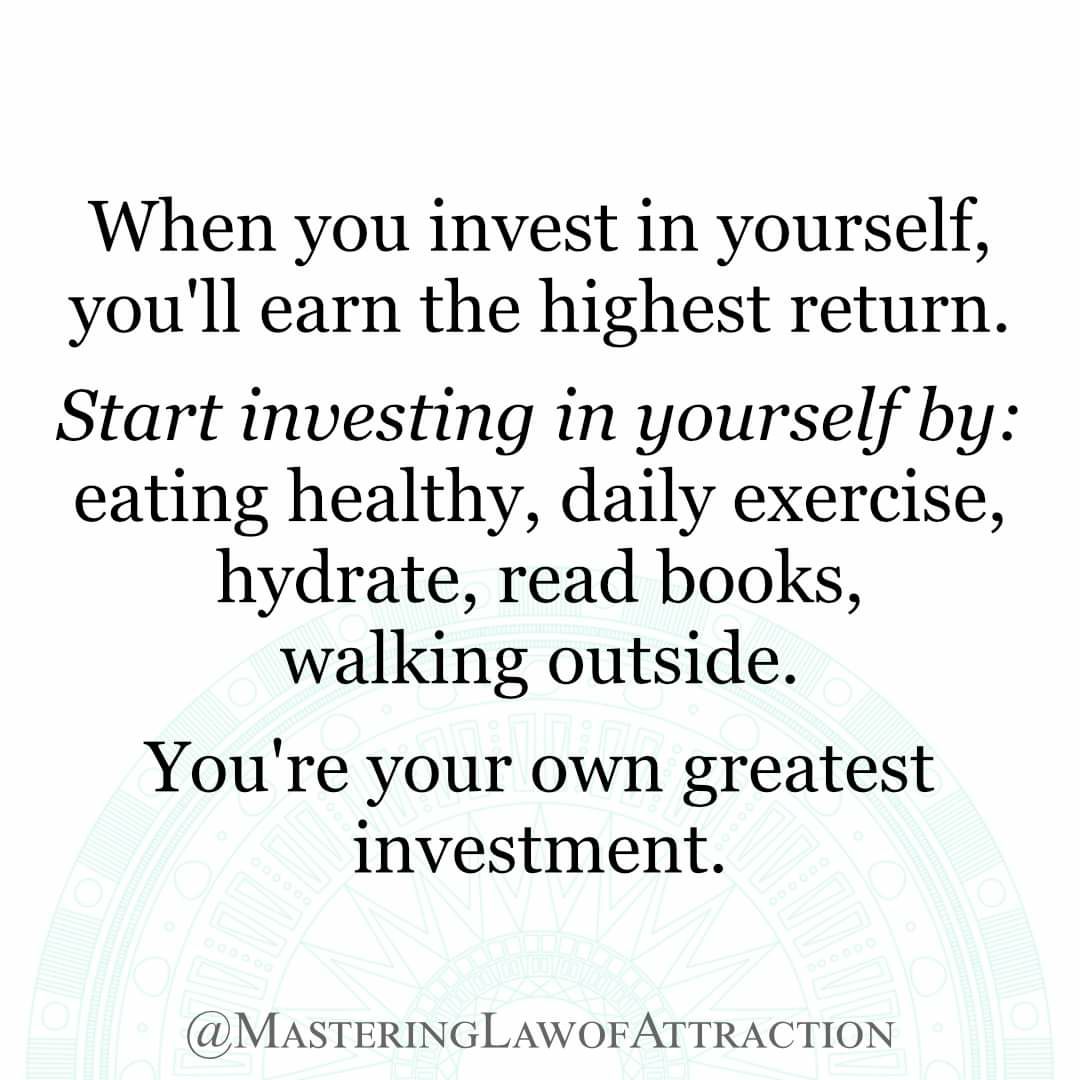 When you invest in yourself,
you'll earn the highest return.
Start investing in yourself by:
eating healthy, daily exercise,
hydrate, read books,
walking outside.
You're your own greatest
investment.
@MasteringLawofAttraction